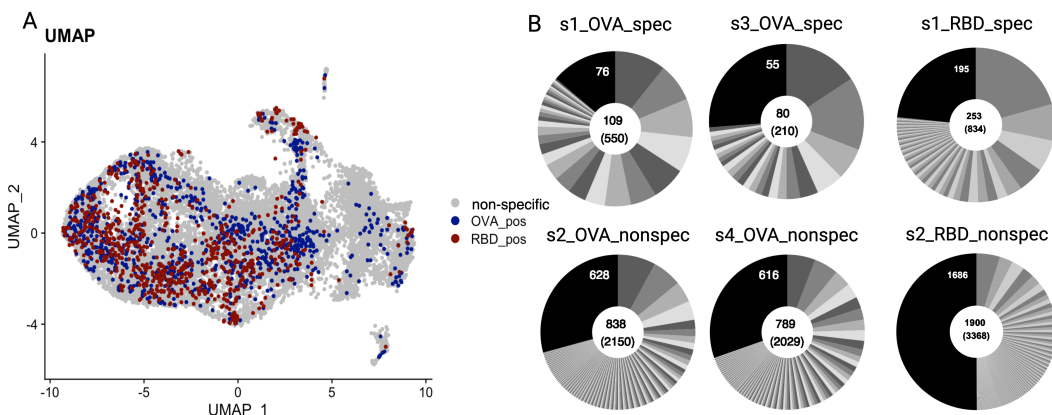 A
UMAP
UMAP_2
4
0
-4
-10
-5
0
5
10
UMAP_1
non-specific
OVA_pos
RBD_pos
B
s1_OVA_spec
76
109
(550)
s3_OVA_spec
55
80
(210)
s1_RBD_spec
195
253
(834)
s2_OVA_nonspec
628
838
(2150)
s4_OVA_nonspec
616
789
(2029)
s2_RBD_nonspec
1686
1900
(3368)